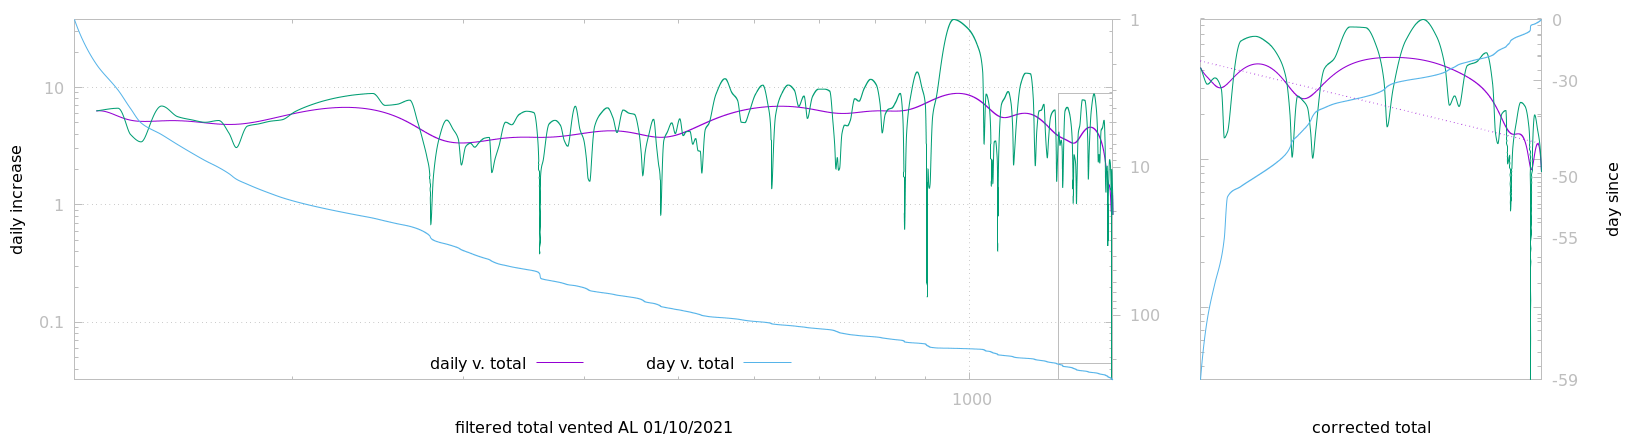 daily increase
10
1
0.1
daily v. total
day v. total
1000
filtered total vented AL 01/10/2021
1
10
100
0
-30
-50
-55
-59
day since
corrected total